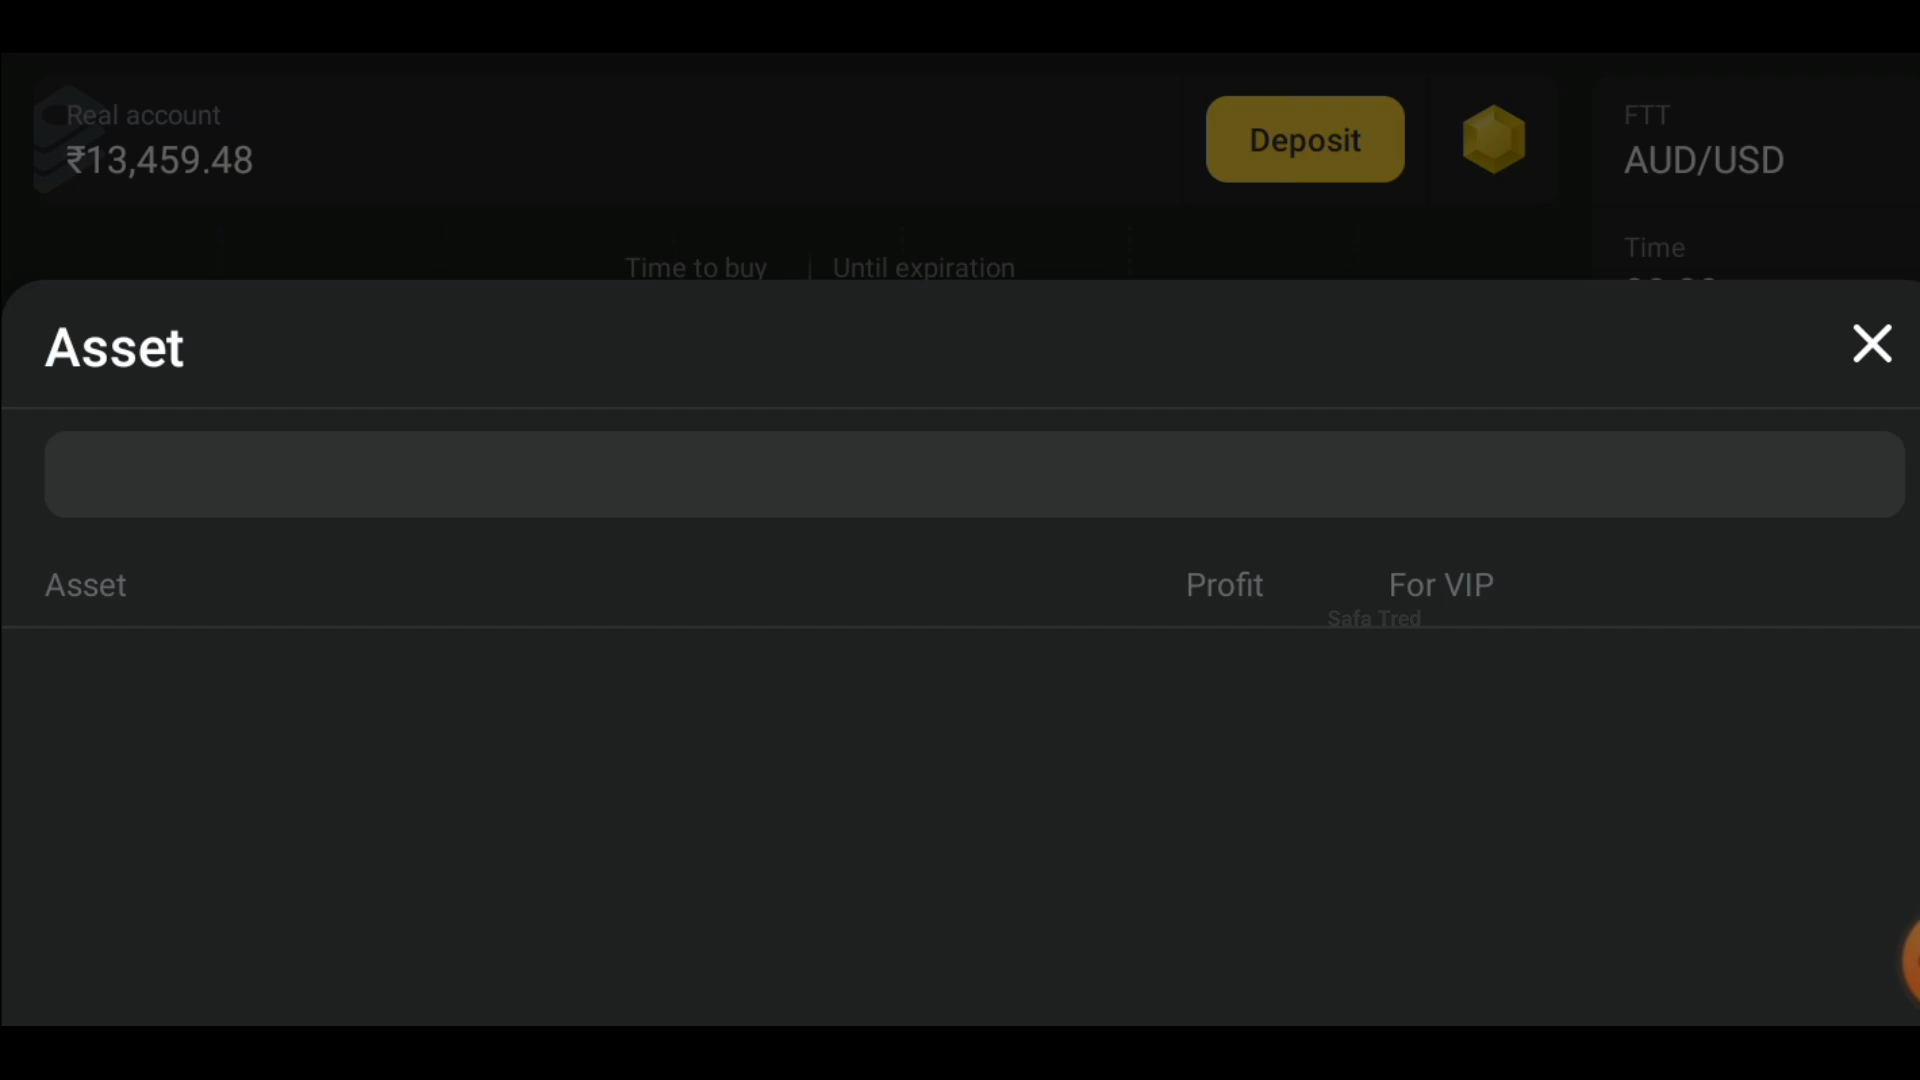 Real account
₹13,459.48
Deposit
FTT
AUD/USD
Time
Time to buy
Until expiration
Asset
Asset
Profit
For VIP
Safa Tred